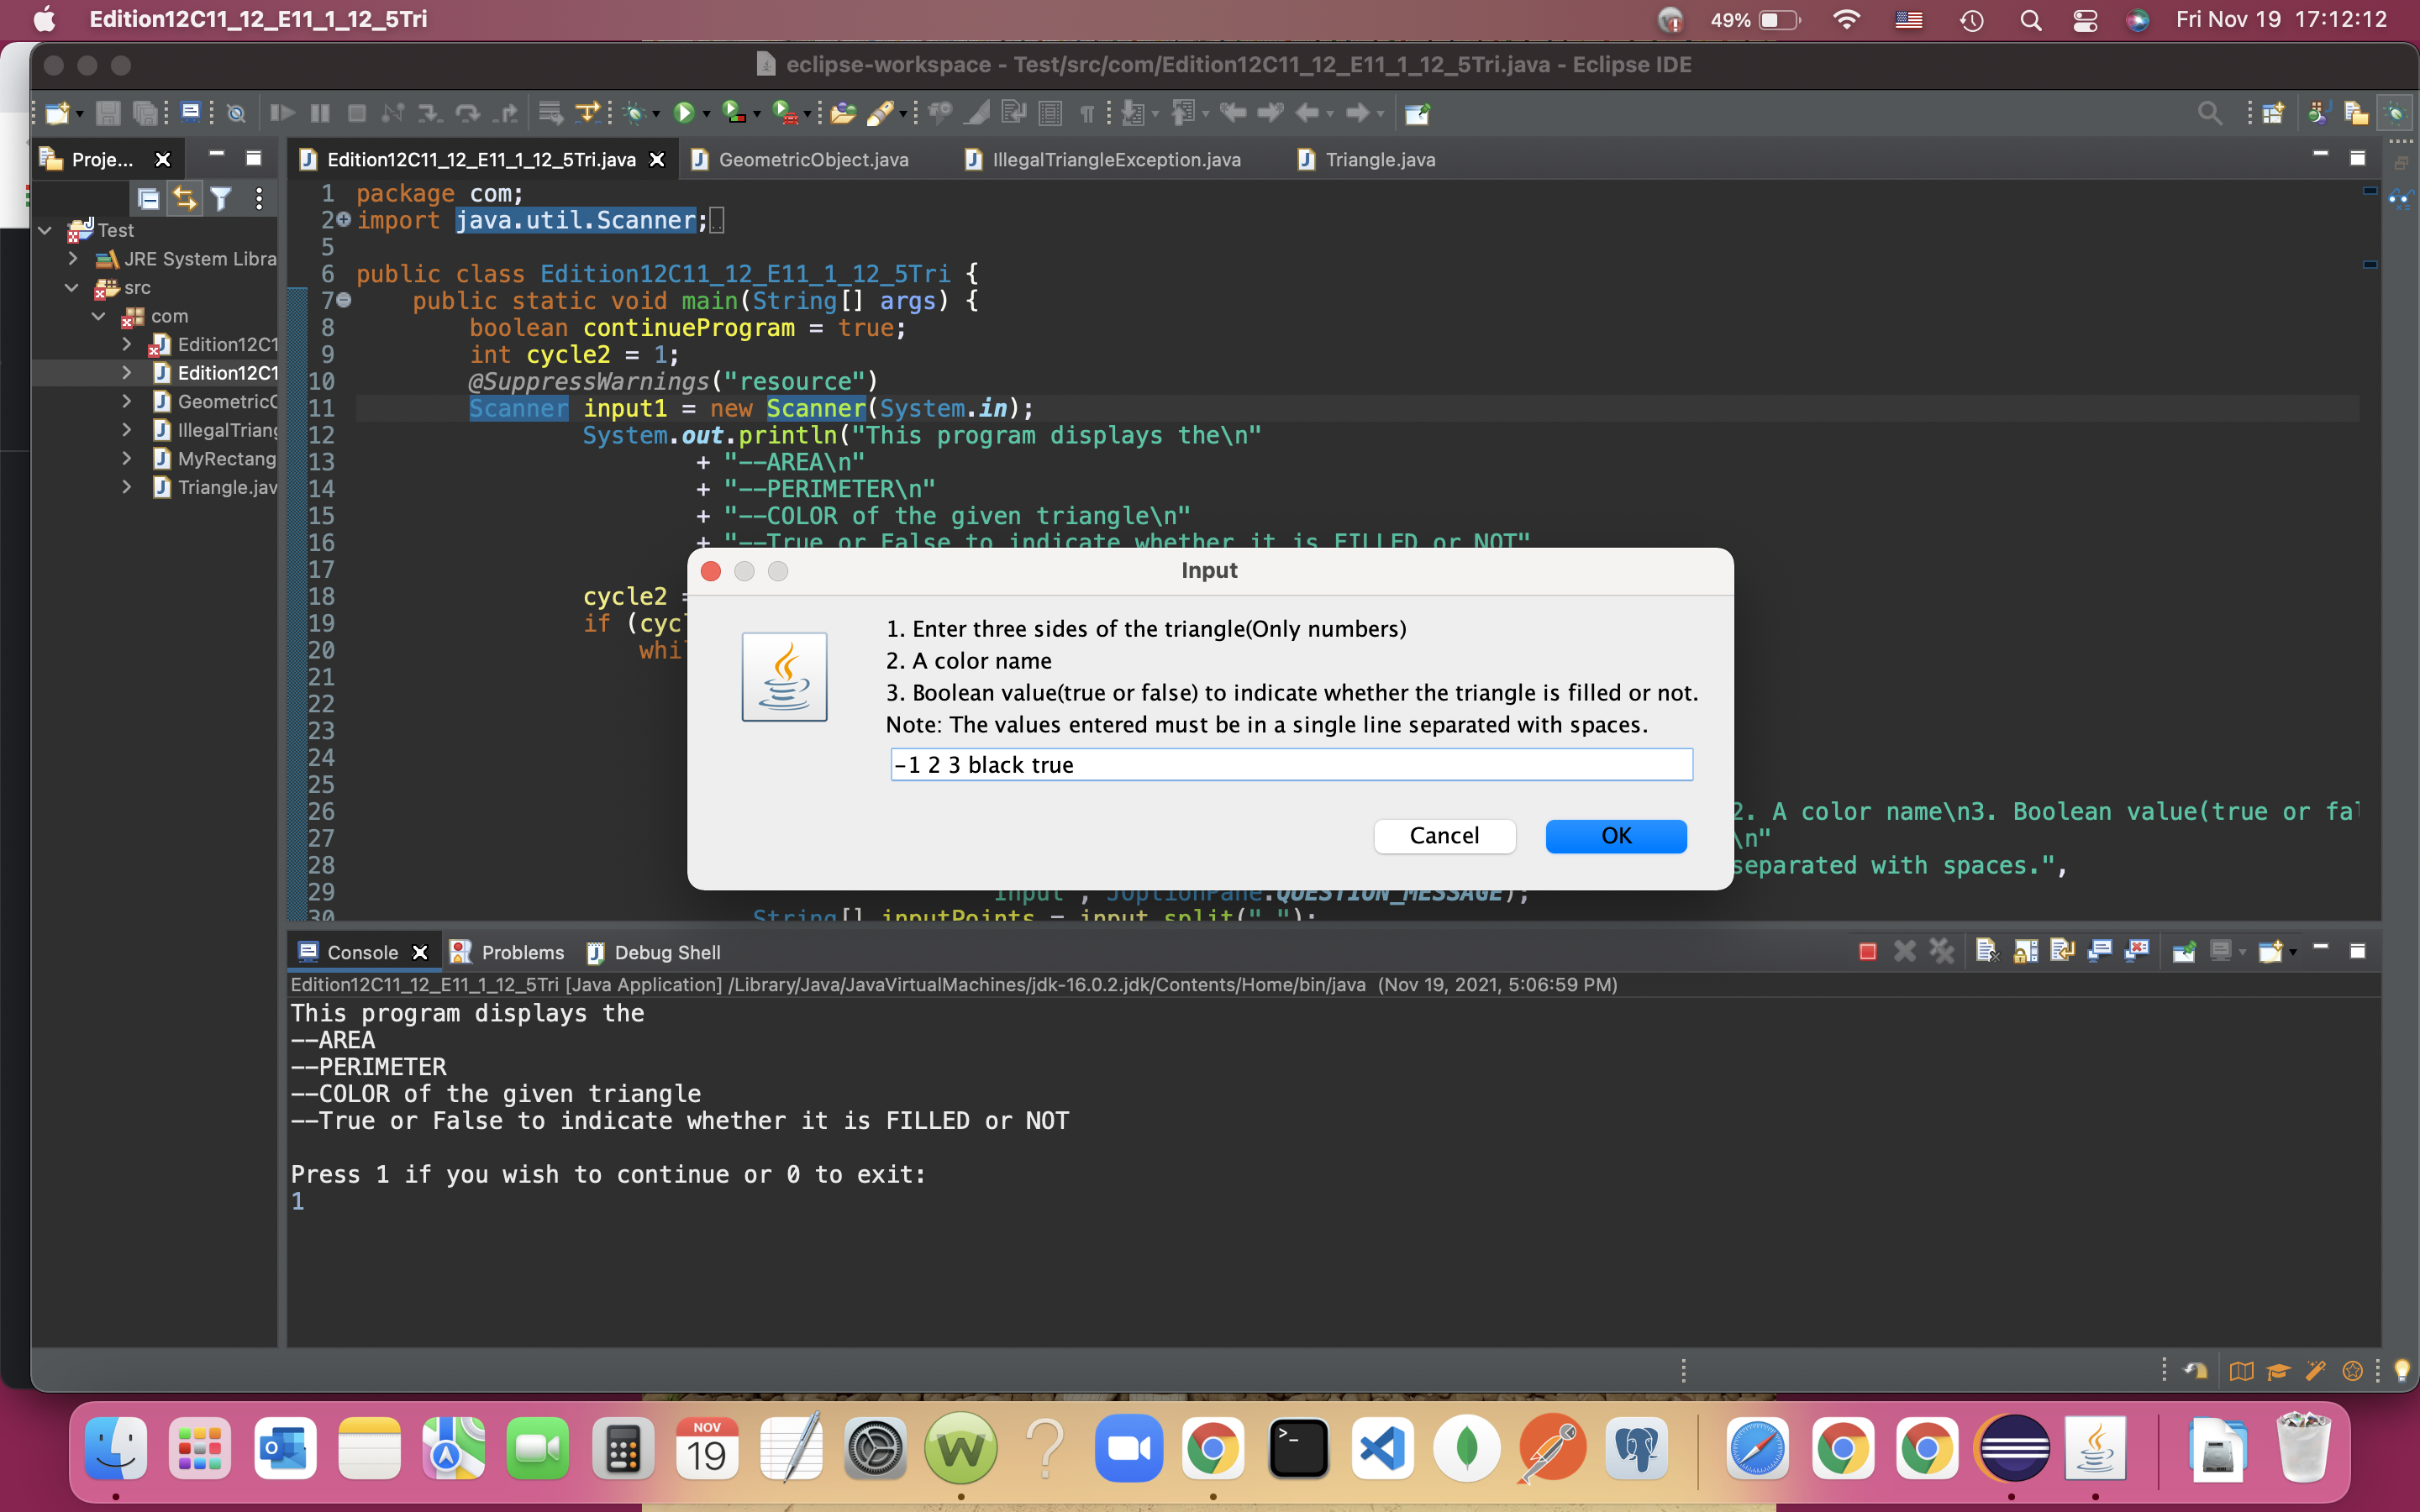 Edition12C11_12_E11_1_12_5Tri
49%
Fri Nov 19 17:12:12
eclipse-workspace - Test/src/com/Edition12C11_12_E11_1_12_5Tri.java - Eclipse IDE
Proje...
Edition12C11_12_E11_1_12_5Tri.java
GeometricObject.java
IllegalTriangleException.java
Triangle.java
Test
JRE System Libra
src
com
Edition12C1
Edition12C1
GeometricO
IllegalTriang
MyRectang
Triangle.jav
1 package com;
2 import java.util.Scanner;
5
6 public class Edition12C11_12_E11_1_12_5Tri {
7 public static void main(String[] args) {
8 boolean continueProgram = true;
9 int cycle2 = 1;
10 @SuppressWarnings("resource")
11 Scanner input1 = new Scanner(System.in);
12 System.out.println("This program displays the\n"
13 + "--AREA\n"
14 + "--PERIMETER\n"
15 + "--COLOR of the given triangle\n"
16 + "--True or False to indicate whether it is FILLED or NOT"
17
18 cycle2 =
19 if (cycl
20 whi
21
22
23
24
25
26 2. A color name\n3. Boolean value(true or fal
27 \n"
28 separated with spaces.",
29 "Input", JOptionPane.QUESTION_MESSAGE);
30 String[] inputPoints = input.split(" ");
Input
1. Enter three sides of the triangle(Only numbers)
2. A color name
3. Boolean value(true or false) to indicate whether the triangle is filled or not.
Note: The values entered must be in a single line separated with spaces.
-1 2 3 black true
Cancel
OK
Console
Problems
Debug Shell
Edition12C11_12_E11_1_12_5Tri [Java Application] /Library/Java/JavaVirtualMachines/jdk-16.0.2.jdk/Contents/Home/bin/java (Nov 19, 2021, 5:06:59 PM)
This program displays the
--AREA
--PERIMETER
--COLOR of the given triangle
--True or False to indicate whether it is FILLED or NOT
Press 1 if you wish to continue or 0 to exit:
1
NOV
19